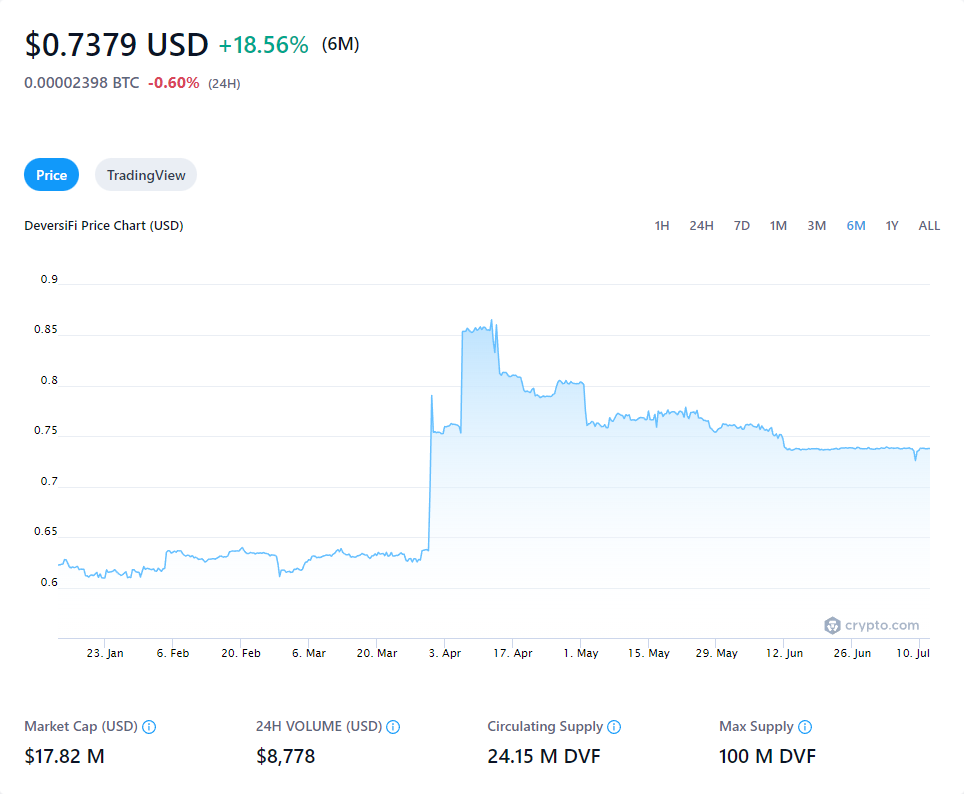 $0.7379 USD +18.56% (6M)
0.00002398 BTC -0.60% (24H)
Price TradingView
DeversiFi Price Chart (USD) 1H 24H 7D 1M 3M 6M 1Y ALL
0.9
0.85
0.8
0.75
0.7
0.65
0.6
crypto.com
23. Jan 6. Feb 20. Feb 6. Mar 20. Mar 3. Apr 17. Apr 1. May 15. May 29. May 12. Jun 26. Jun 10. Jul
Market Cap (USD) 24H VOLUME (USD) Circulating Supply Max Supply
$17.82 M $8,778 24.15 M DVF 100 M DVF